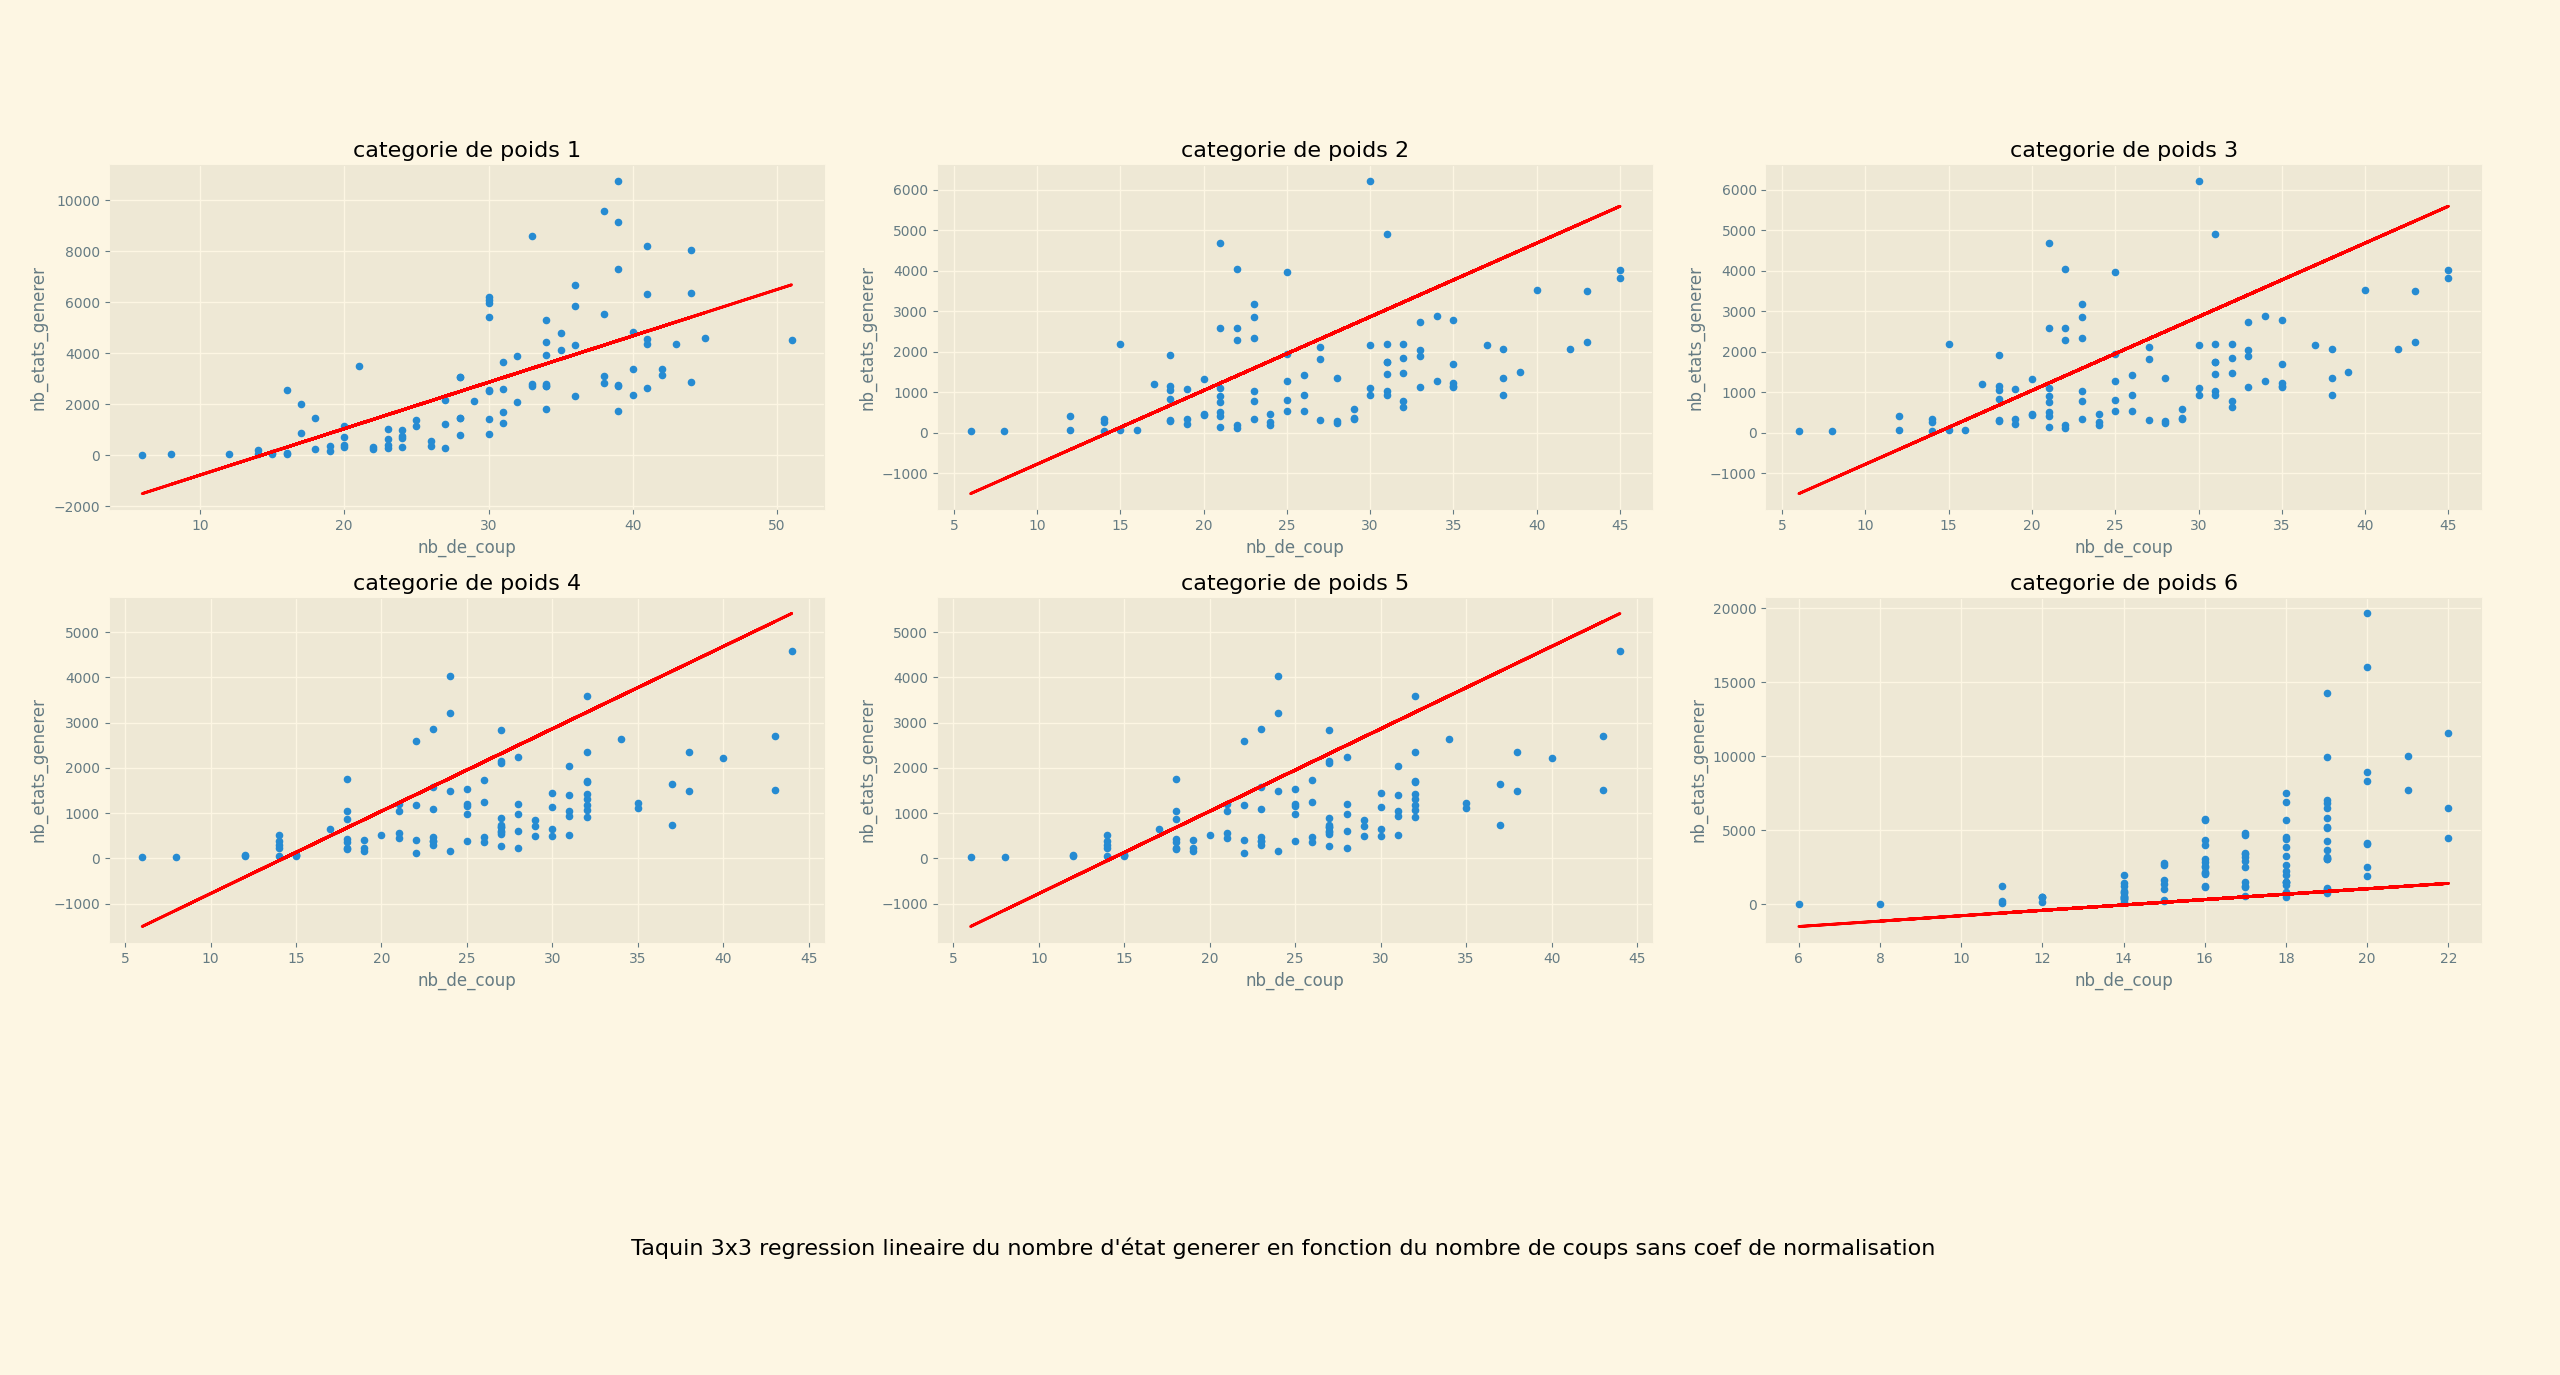 categorie de poids 1
nb_etats_generer
10000
8000
6000
4000
2000
0
−2000
10 20 30 40 50
nb_de_coup
categorie de poids 2
nb_etats_generer
6000
5000
4000
3000
2000
1000
0
−1000
5 10 15 20 25 30 35 40 45
nb_de_coup
categorie de poids 3
nb_etats_generer
6000
5000
4000
3000
2000
1000
0
−1000
5 10 15 20 25 30 35 40 45
nb_de_coup
categorie de poids 4
nb_etats_generer
5000
4000
3000
2000
1000
0
−1000
5 10 15 20 25 30 35 40 45
nb_de_coup
categorie de poids 5
nb_etats_generer
5000
4000
3000
2000
1000
0
−1000
5 10 15 20 25 30 35 40 45
nb_de_coup
categorie de poids 6
nb_etats_generer
20000
15000
10000
5000
0
6 8 10 12 14 16 18 20 22
nb_de_coup
Taquin 3x3 regression lineaire du nombre d'état generer en fonction du nombre de coups sans coef de normalisation